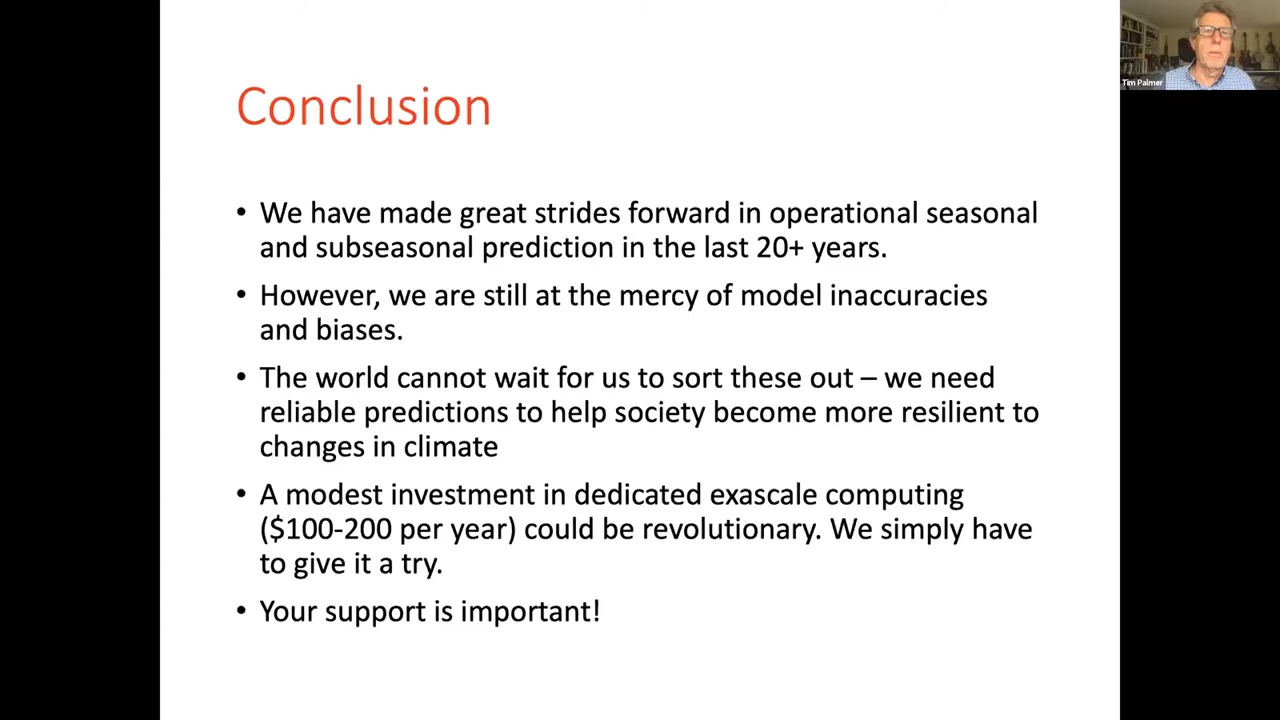 Conclusion
• We have made great strides forward in operational seasonal
and subseasonal prediction in the last 20+ years.
• However, we are still at the mercy of model inaccuracies
and biases.
• The world cannot wait for us to sort these out – we need
reliable predictions to help society become more resilient to
changes in climate
• A modest investment in dedicated exascale computing
($100-200 per year) could be revolutionary. We simply have
to give it a try.
• Your support is important!
Tim Palmer